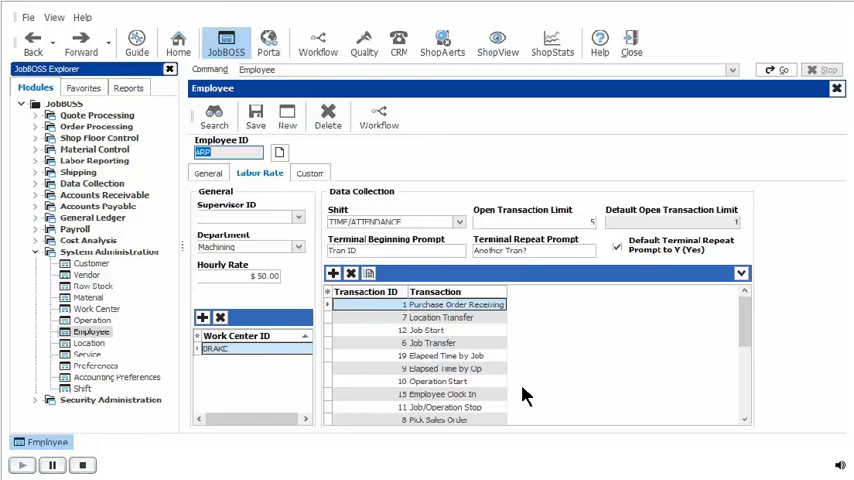 Fie View Help
Back Forward Guide Home JobBOSS Porta Workflow Quality CRM ShopAerts ShopView ShopStats Help Close
JobBOSS Explorer
Command Employee Go Stop
Modules Favorites Reports
Employee
JobBOSS
Quote Processing
Order Processing
Shop Floor Control
Material Control
Labor Reporting
Shipping
Data Collection
Accounts Receivable
Accounts Payable
General Ledger
Payroll
Cost Analysis
System Administration
Customer
Vendor
Raw Stock
Material
Work Center
Operation
Employee
Location
Service
Preferences
Accounting Preferences
Shift
Security Administration
Search Save New Delete Workflow
Employee ID
ARP
General Labor Rate Custom
General
Supervisor ID
Department
Machining
Hourly Rate
$ 50.00
Work Center ID
BRAKE
Data Collection
Shift Open Transaction Limit Default Open Transaction Limit
TIME/ATTENDANCE 5 1
Terminal Beginning Prompt Terminal Repeat Prompt Default Terminal Repeat
Prompt to Y (Yes)
Tran ID Another Tran?
Transaction ID Transaction
1 Purchase Order Receiving
7 Location Transfer
12 Job Start
6 Job Transfer
19 Elapsed Time by Job
9 Elapsed Time by Op
10 Operation Start
15 Employee Clock In
11 Job/Operation Stop
8 Pick Sales Order
Employee